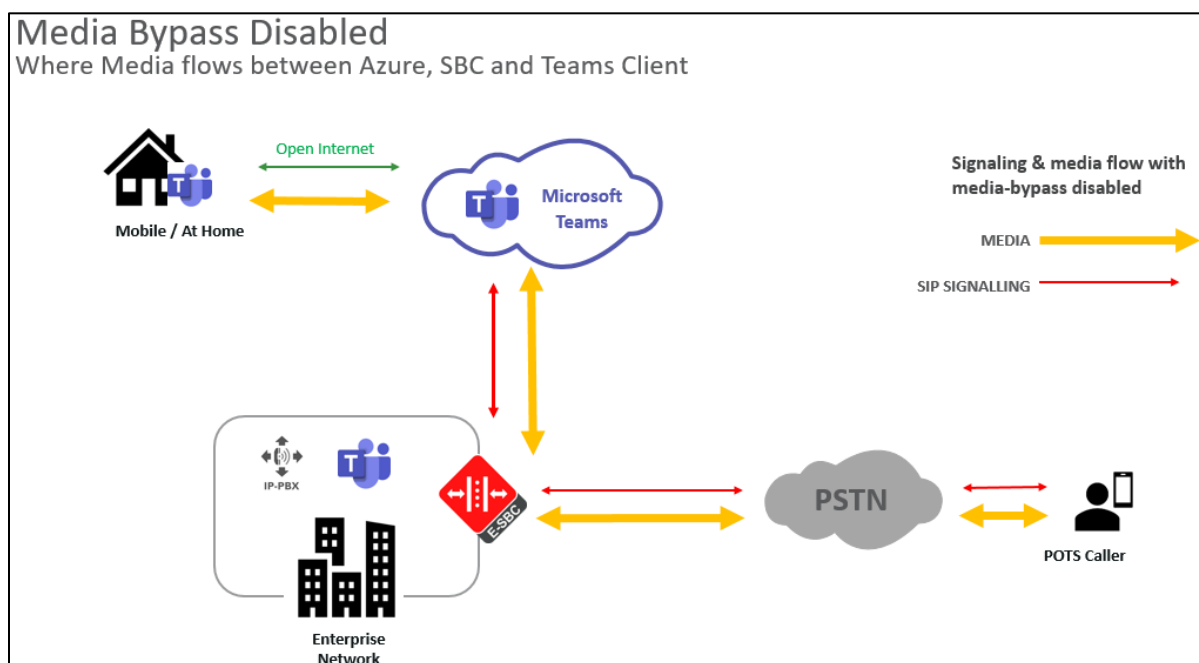 Media Bypass Disabled
Where Media flows between Azure, SBC and Teams Client
Open Internet
T
Mobile / At Home
T
Microsoft
Teams
Signaling & media flow with
media-bypass disabled
MEDIA
SIP SIGNALLING
IP-PBX
T
E-SBC
PSTN
POTS Caller
Enterprise
Network